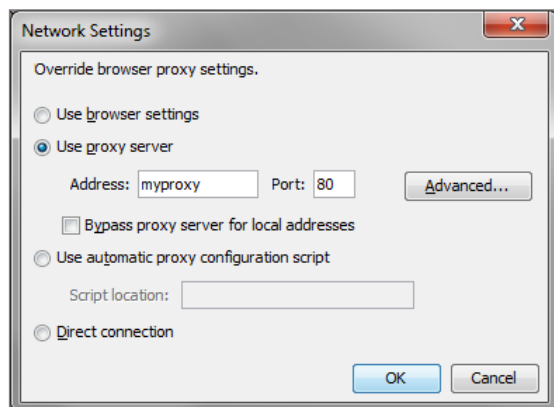 Network Settings
Override browser proxy settings.
Use browser settings
Use proxy server
Address: myproxy Port: 80 Advanced...
Bypass proxy server for local addresses
Use automatic proxy configuration script
Script location:
Direct connection
OK Cancel